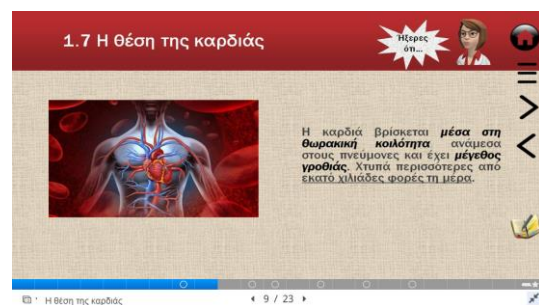 1.7 Η θέση της καρδιάς
Ήξερες
ότι...
Η καρδιά βρίσκεται μέσα στη
θωρακική κοιλότητα ανάμεσα
στους πνεύμονες και έχει μέγεθος
γροθιάς. Χτυπά περισσότερες από
εκατό χιλιάδες φορές τη μέρα.
Η θέση της καρδιάς
9 / 23